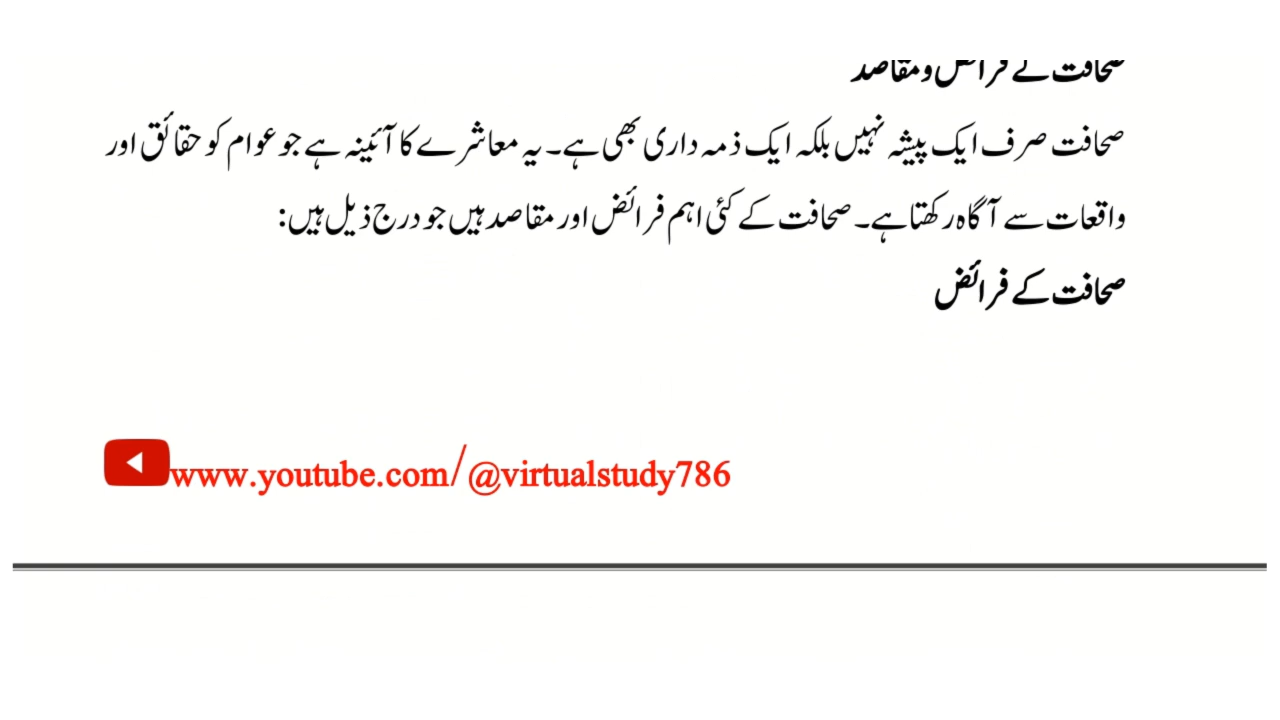 صحافت کے فرائض و مقاصد
صحافت صرف ایک پیشہ نہیں بلکہ ایک ذمہ داری بھی ہے۔ یہ معاشرے کا آئینہ ہے جو عوام کو حقائق اور
واقعات سے آگاہ رکھتا ہے۔ صحافت کے کئی اہم فرائض اور مقاصد ہیں جو درج ذیل ہیں:
صحافت کے فرائض
www.youtube.com/@virtualstudy786